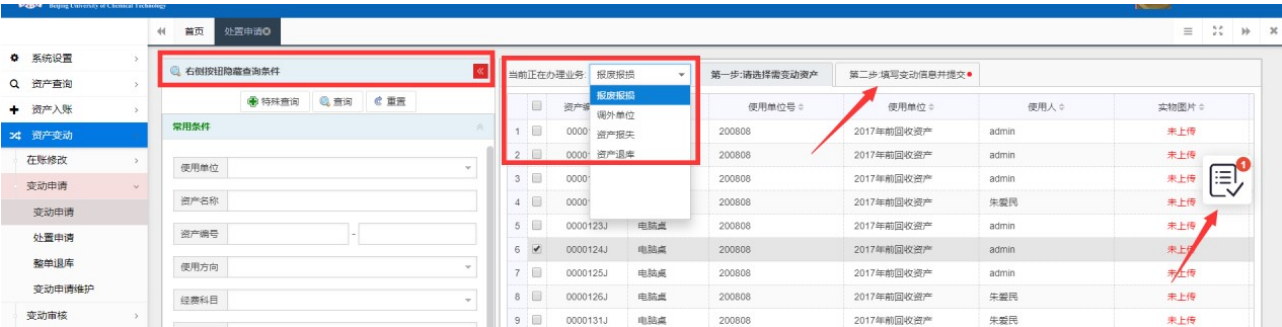 Beijing University of Chemical Technology
首页 处置申请
系统设置
资产查询
资产入账
资产变动
在账修改
变动申请
变动申请
处置申请
整单退库
变动申请维护
变动审核
右侧按钮隐藏查询条件
特殊查询 查询 重置
常用条件
使用单位
资产名称
资产编号 -
使用方向
经费科目
当前正在办理业务: 报废报损 第一步:请选择需变动资产 第二步:填写变动信息并提交
报废报损
调外单位
资产报失
资产退库
使用单位号 使用单位 使用人 实物图片
1 200808 2017年前回收资产 admin 未上传
2 200808 2017年前回收资产 admin 未上传
3 200808 2017年前回收资产 admin 未上传
4 200808 2017年前回收资产 朱爱民 未上传
5 0000123J 电脑桌 200808 2017年前回收资产 admin 未上传
6 0000124J 电脑桌 200808 2017年前回收资产 admin
7 0000125J 电脑桌 200808 2017年前回收资产 admin 未上传
8 0000126J 电脑桌 200808 2017年前回收资产 朱爱民 未上传
9 0000131J 电脑桌 200808 2017年前回收资产 朱爱民 未上传
1